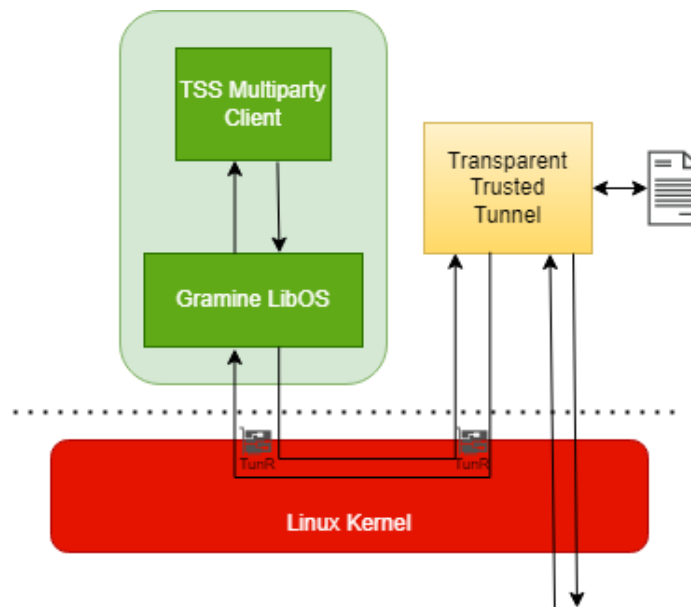 TSS Multiparty
Client
Transparent
Trusted
Tunnel
Gramine LibOS
TunR
TunR
Linux Kernel